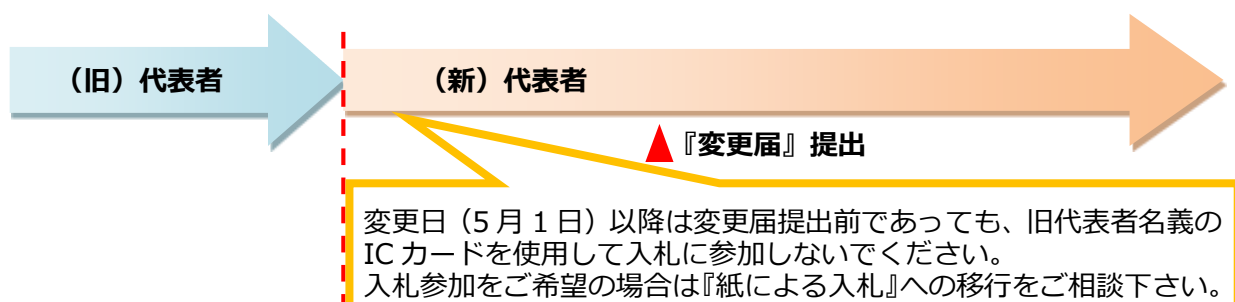 （旧）代表者
（新）代表者
『変更届』提出
変更日（5 月 1 日）以降は変更届提出前であっても、旧代表者名義の
IC カードを使用して入札に参加しないでください。
入札参加をご希望の場合は『紙による入札』への移行をご相談下さい。